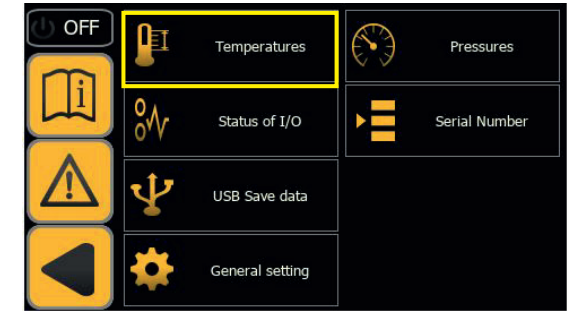 OFF
Temperatures
Pressures
Status of I/O
Serial Number
USB Save data
General setting